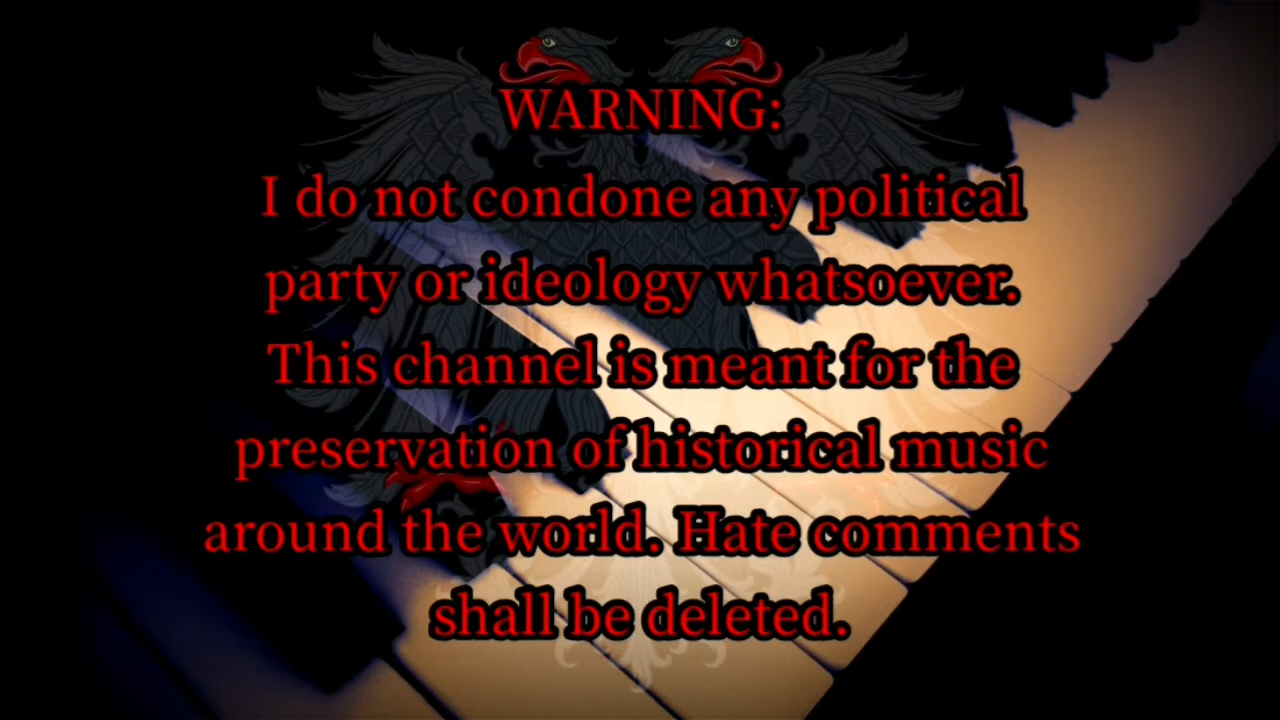 WARNING:
I do not condone any political
party or ideology whatsoever.
This channel is meant for the
preservation of historical music
around the world. Hate comments
shall be deleted.